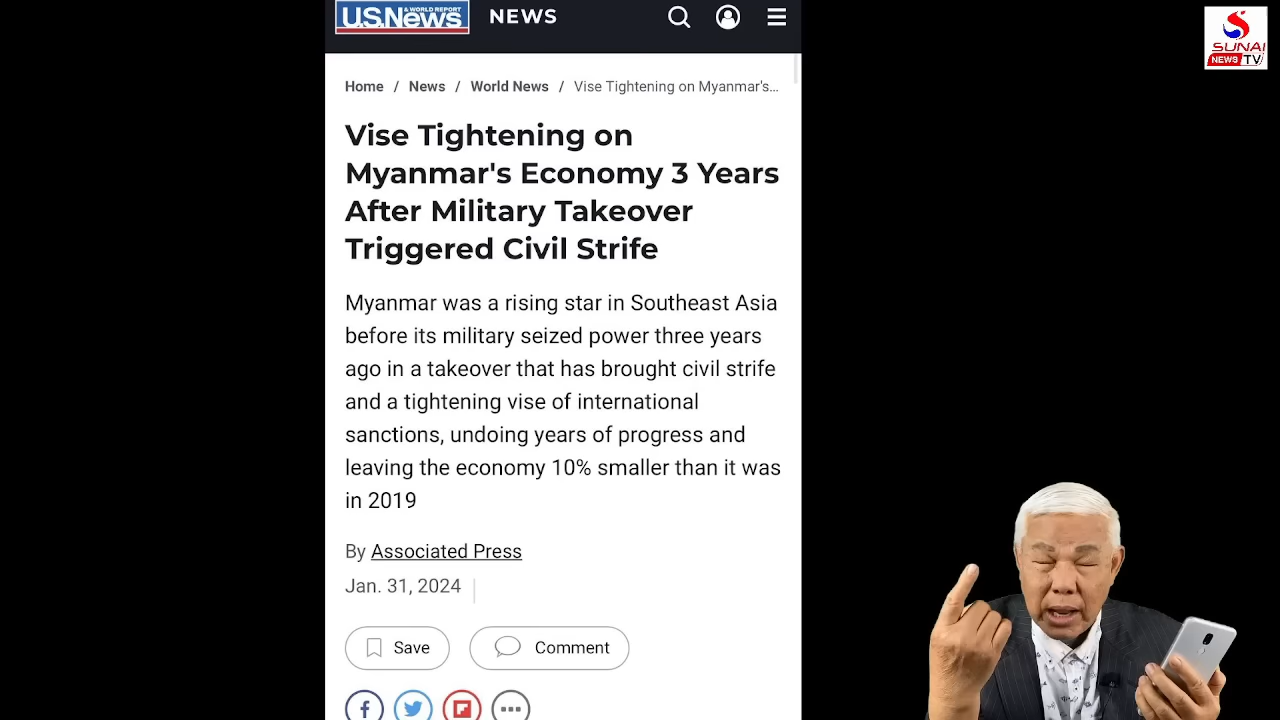 U.S.News
& WORLD REPORT
NEWS
SUNAI
NEWS TV
Home / News / World News / Vise Tightening on Myanmar's...
Vise Tightening on
Myanmar's Economy 3 Years
After Military Takeover
Triggered Civil Strife
Myanmar was a rising star in Southeast Asia
before its military seized power three years
ago in a takeover that has brought civil strife
and a tightening vise of international
sanctions, undoing years of progress and
leaving the economy 10% smaller than it was
in 2019
By Associated Press
Jan. 31, 2024
Save
Comment